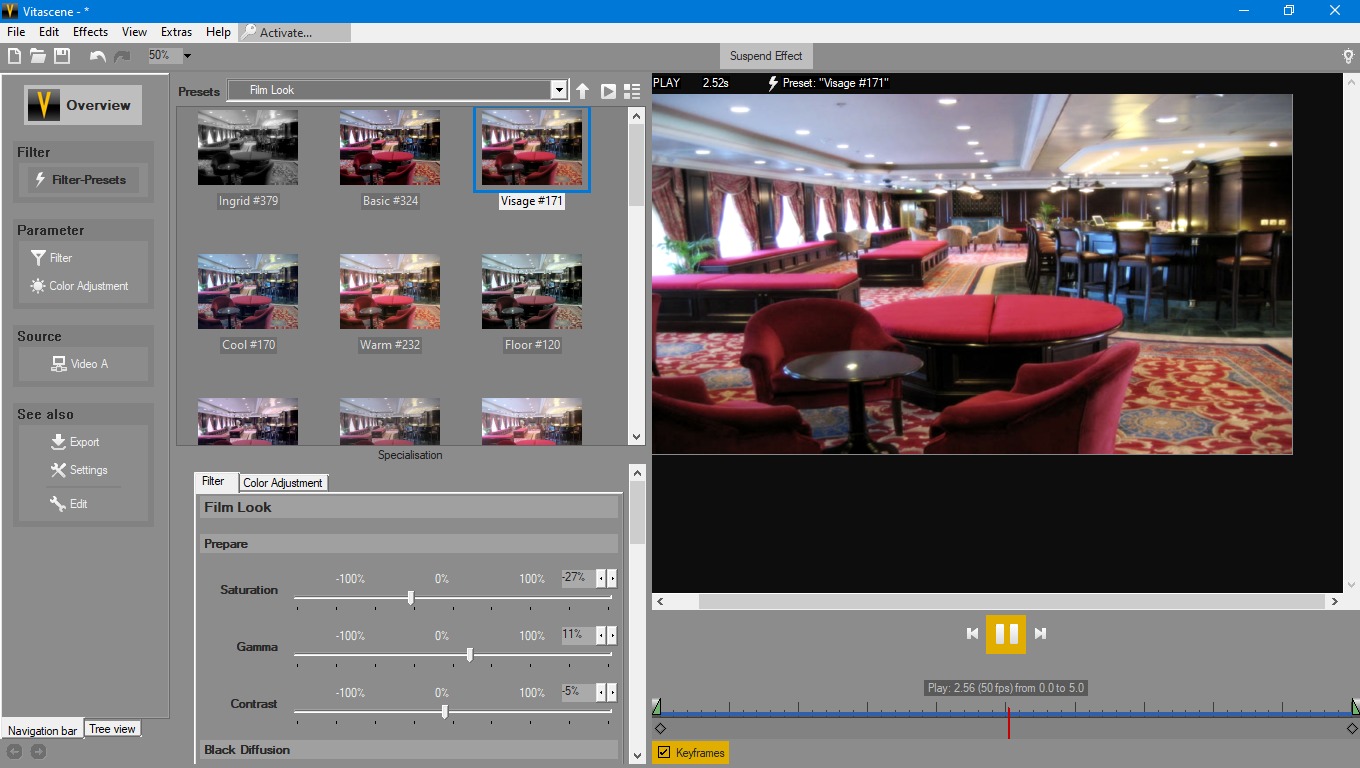 Vitascene - *
File Edit Effects View Extras Help Activate...
50% Suspend Effect
Overview
Filter
Filter-Presets
Parameter
Filter
Color Adjustment
Source
Video A
See also
Export
Settings
Edit
Navigation bar Tree view
Presets Film Look
Ingrid #379 Basic #324 Visage #171
Cool #170 Warm #232 Floor #120
Specialisation
Filter Color Adjustment
Film Look
Prepare
-100% 0% 100% -27%
Saturation
-100% 0% 100% 11%
Gamma
-100% 0% 100% -5%
Contrast
Black Diffusion
PLAY 2.52s Preset: "Visage #171"
Play: 2.56 (50 fps) from 0.0 to 5.0
Keyframes